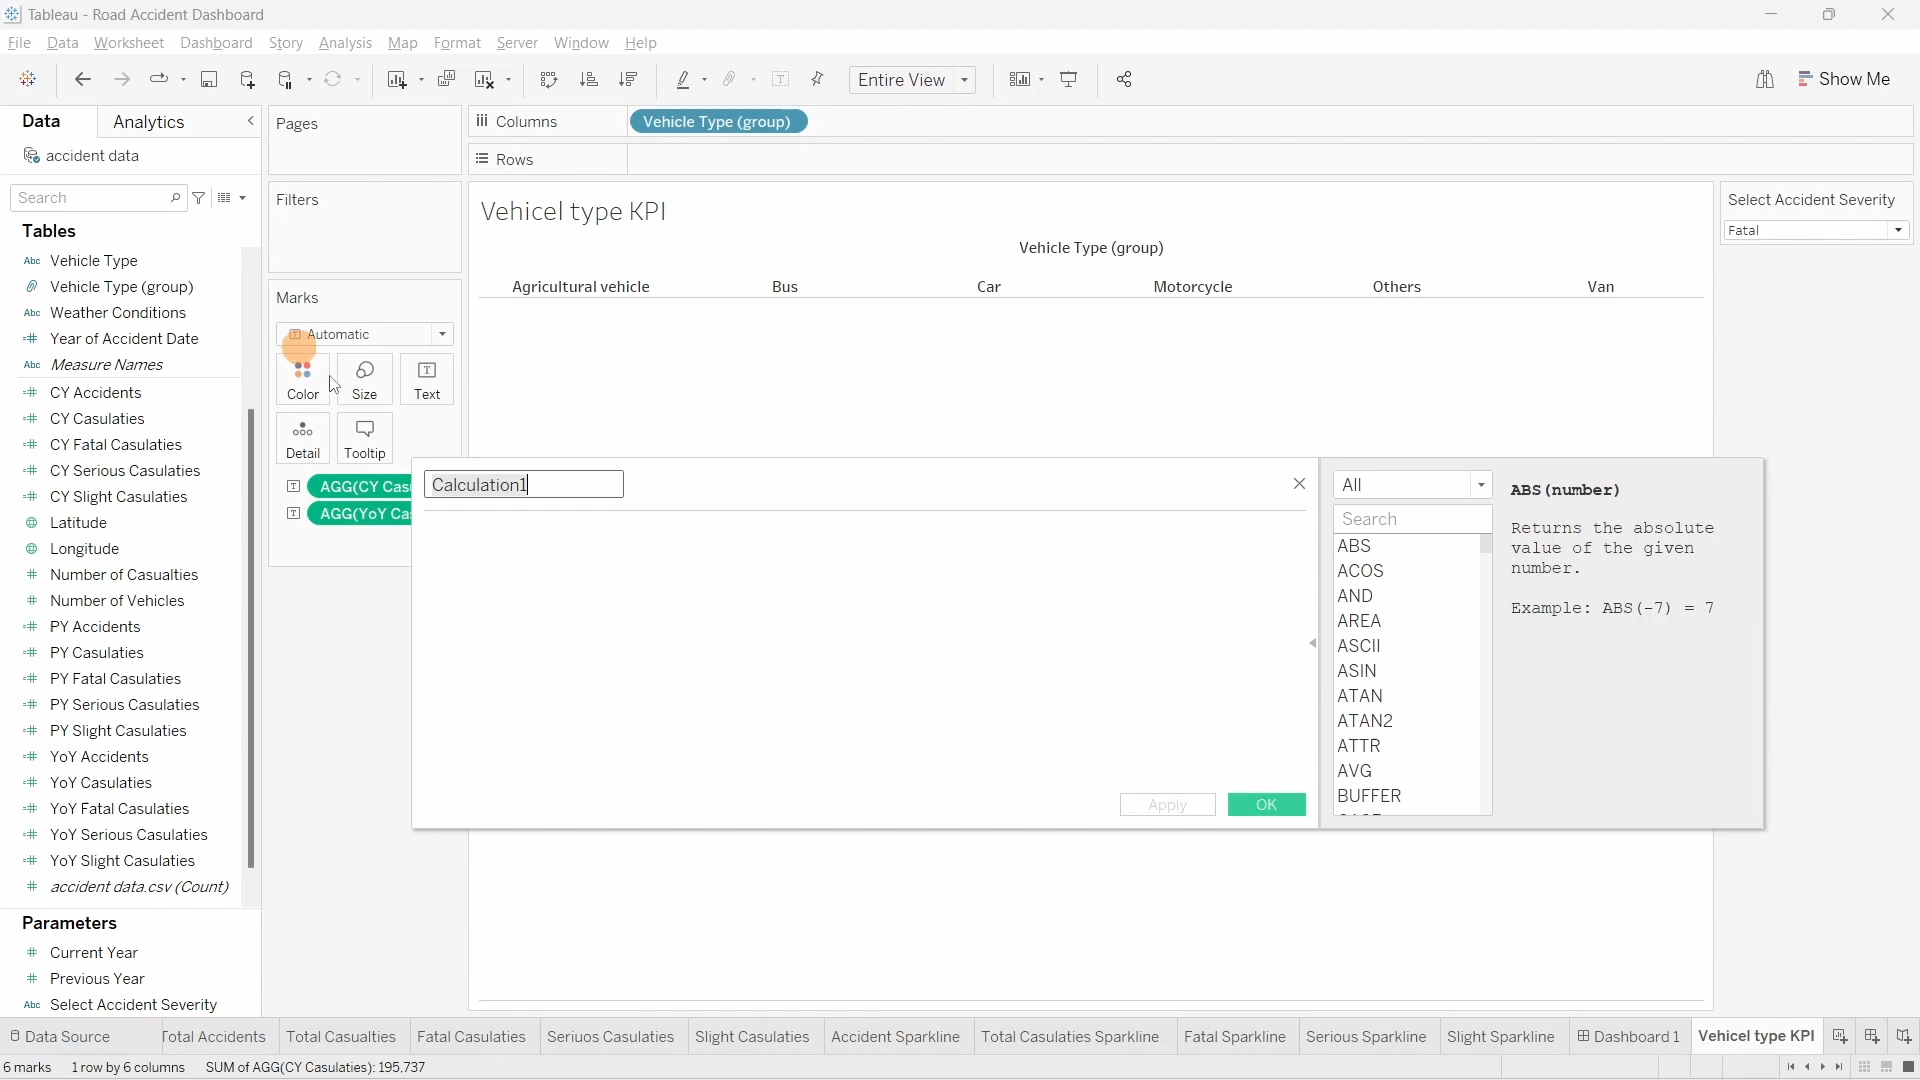 Tableau - Road Accident Dashboard
File Data Worksheet Dashboard Story Analysis Map Format Server Window Help
Entire View
Show Me
Data
Analytics
accident data
Search
Tables
Abc Vehicle Type
Vehicle Type (group)
Abc Weather Conditions
Year of Accident Date
Abc Measure Names
CY Accidents
CY Casulaties
CY Fatal Casulaties
CY Serious Casulaties
CY Slight Casulaties
Latitude
Longitude
Number of Casualties
Number of Vehicles
PY Accidents
PY Casulaties
PY Fatal Casulaties
PY Serious Casulaties
PY Slight Casulaties
YoY Accidents
YoY Casulaties
YoY Fatal Casulaties
YoY Serious Casulaties
YoY Slight Casulaties
accident data.csv (Count)
Parameters
Current Year
Previous Year
Abc Select Accident Severity
Pages
Filters
Marks
Automatic
Color
Size
Text
Detail
Tooltip
AGG(CY Casu
AGG(YoY Cas
Columns
Vehicle Type (group)
Rows
Vehicel type KPI
Vehicle Type (group)
Agricultural vehicle Bus Car Motorcycle Others Van
Select Accident Severity
Fatal
Calculation1
Apply
OK
All
Search
ABS
ACOS
AND
AREA
ASCII
ASIN
ATAN
ATAN2
ATTR
AVG
BUFFER
ABS(number)
Returns the absolute
value of the given
number.
Example: ABS(-7) = 7
Data Source
Total Accidents
Total Casualties
Fatal Casulaties
Seriuos Casulaties
Slight Casulaties
Accident Sparkline
Total Casulaties Sparkline
Fatal Sparkline
Serious Sparkline
Slight Sparkline
Dashboard 1
Vehicel type KPI
6 marks 1 row by 6 columns SUM of AGG(CY Casulaties): 195,737